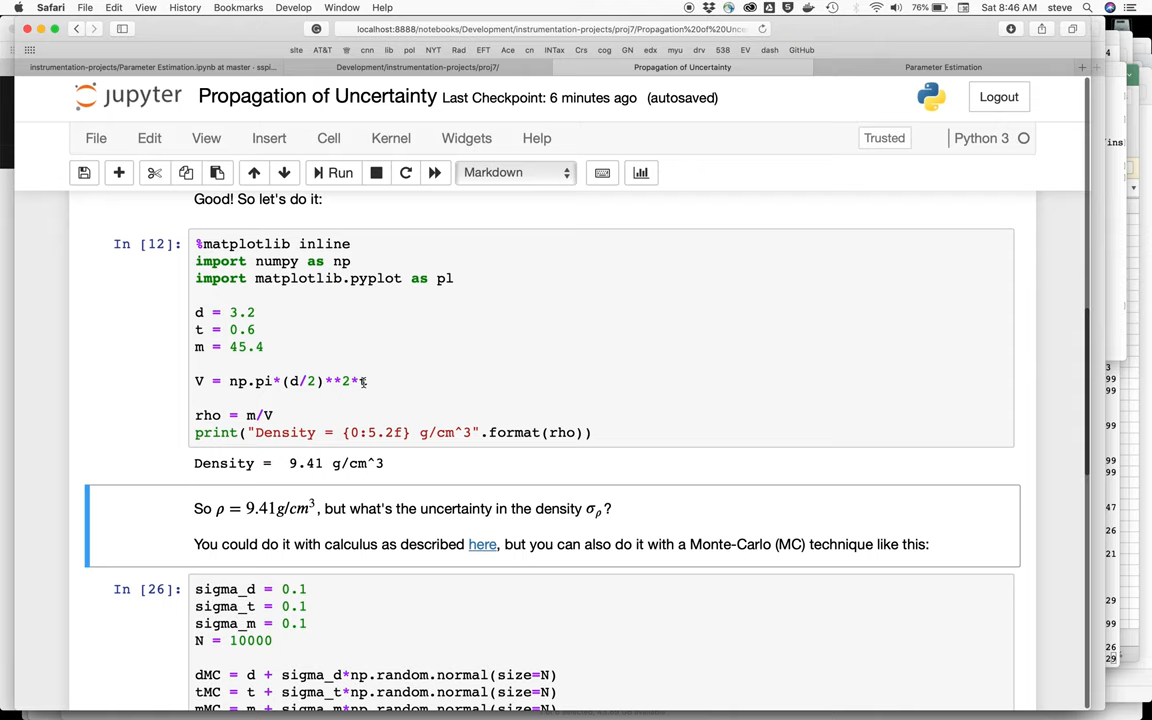 Safari File Edit View History Bookmarks Develop Window Help 76% Sat 8:46 AM steve
localhost:8888/notebooks/Development/instrumentation-projects/proj7/Propagation%20of%20Unce
site AT&T cnn lib pol NYT Rad EFT Ace cn INTax Crs cog GN edx myu drv 538 EV dash GitHub
instrumentation-projects/Parameter Estimation.ipynb at master · sspi... Development/instrumentation-projects/proj7/ Propagation of Uncertainty Parameter Estimation
jupyter Propagation of Uncertainty Last Checkpoint: 6 minutes ago (autosaved) Logout
File Edit View Insert Cell Kernel Widgets Help Trusted Python 3
Run Markdown
Good! So let's do it:
In [12]: %matplotlib inline
import numpy as np
import matplotlib.pyplot as pl
d = 3.2
t = 0.6
m = 45.4
V = np.pi*(d/2)**2*t
rho = m/V
print("Density = {0:5.2f} g/cm^3".format(rho))
Density =  9.41 g/cm^3
So ρ = 9.41g/cm³, but what's the uncertainty in the density σρ?
You could do it with calculus as described here, but you can also do it with a Monte-Carlo (MC) technique like this:
In [26]: sigma_d = 0.1
sigma_t = 0.1
sigma_m = 0.1
N = 10000
dMC = d + sigma_d*np.random.normal(size=N)
tMC = t + sigma_t*np.random.normal(size=N)
mMC = m + sigma_m*np.random.normal(size=N)